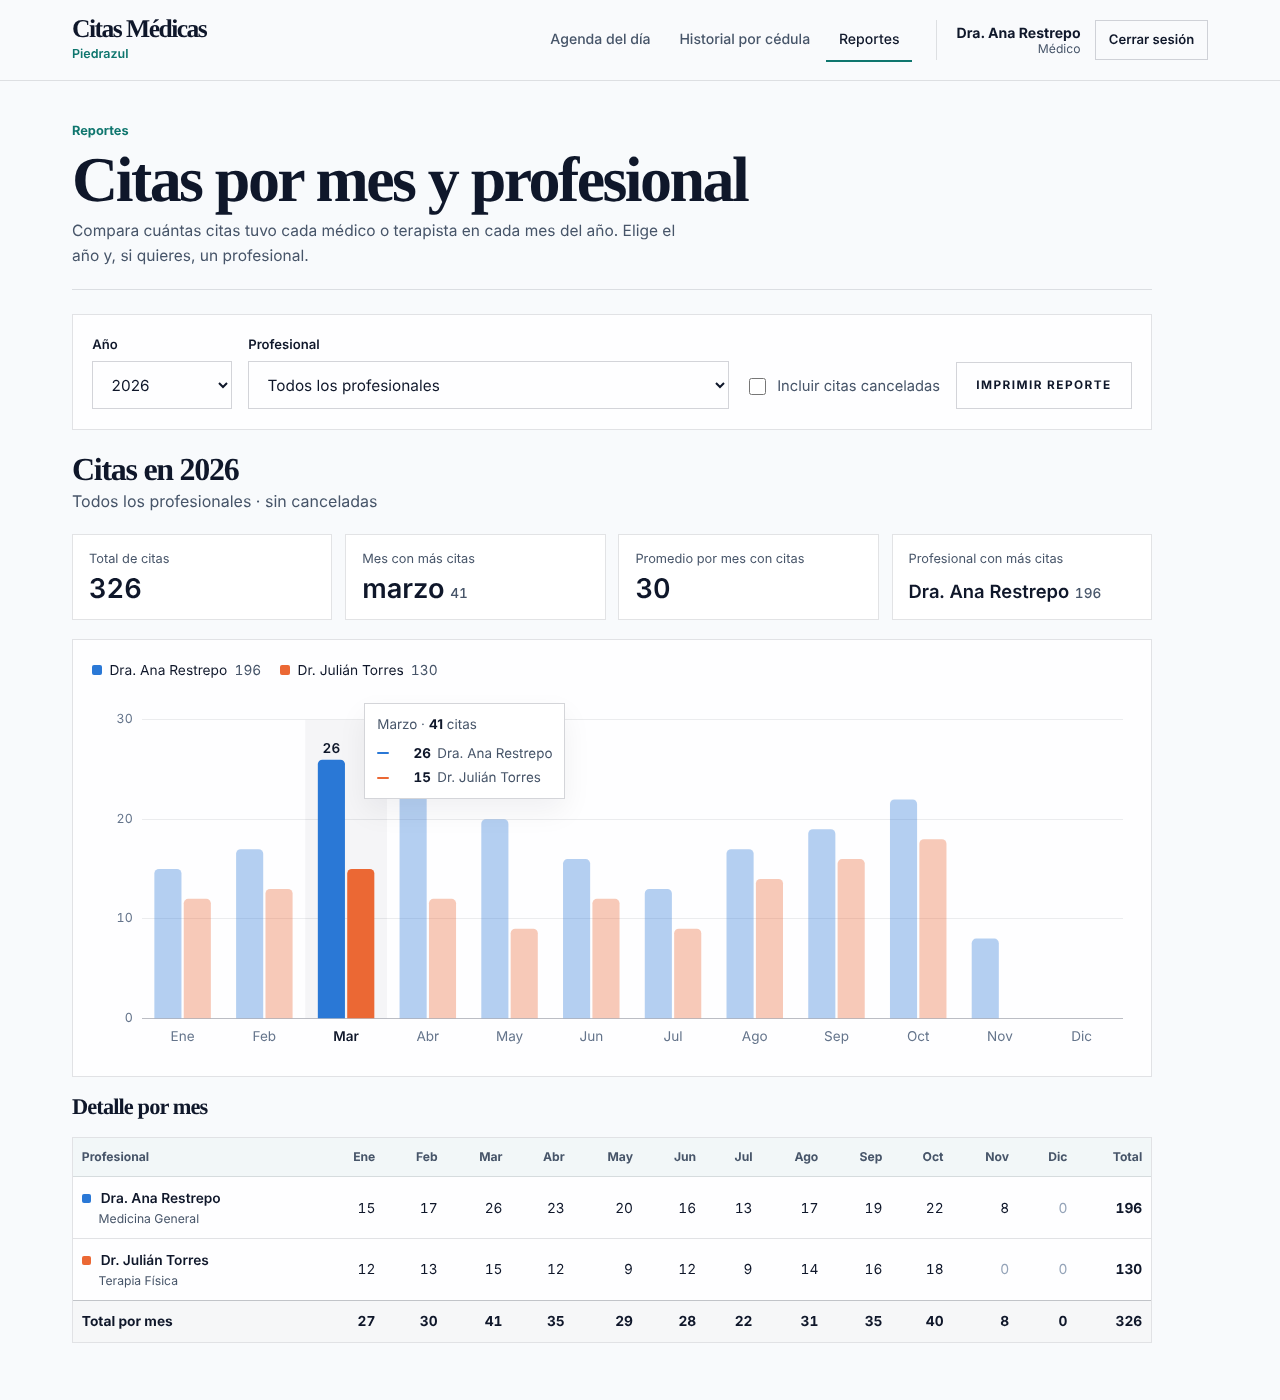 Citas Médicas
Piedrazul
Agenda del día
Historial por cédula
Reportes
Dra. Ana Restrepo
Médico
Cerrar sesión
Reportes
Citas por mes y profesional
Compara cuántas citas tuvo cada médico o terapista en cada mes del año. Elige el
año y, si quieres, un profesional.
Año
Profesional
2026
Todos los profesionales
Incluir citas canceladas
IMPRIMIR REPORTE
Citas en 2026
Todos los profesionales · sin canceladas
Total de citas
326
Mes con más citas
marzo 41
Promedio por mes con citas
30
Profesional con más citas
Dra. Ana Restrepo 196
Dra. Ana Restrepo 196
Dr. Julián Torres 130
30
20
10
0
26
Marzo · 41 citas
26 Dra. Ana Restrepo
15 Dr. Julián Torres
Ene Feb Mar Abr May Jun Jul Ago Sep Oct Nov Dic
Detalle por mes
Profesional Ene Feb Mar Abr May Jun Jul Ago Sep Oct Nov Dic Total
Dra. Ana Restrepo
Medicina General
15 17 26 23 20 16 13 17 19 22 8 0 196
Dr. Julián Torres
Terapia Física
12 13 15 12 9 12 9 14 16 18 0 0 130
Total por mes 27 30 41 35 29 28 22 31 35 40 8 0 326